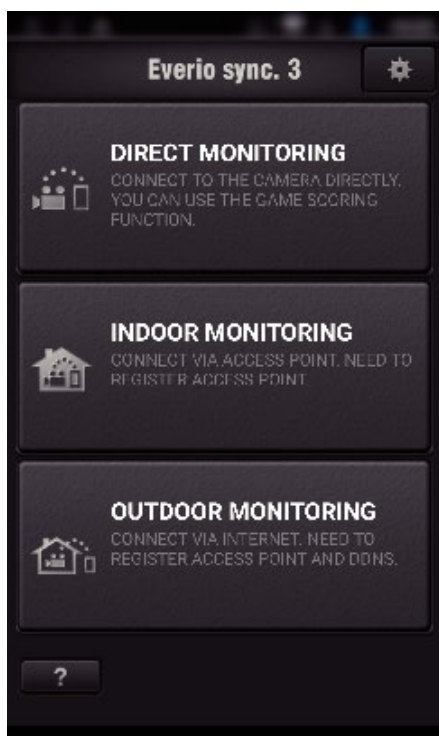 Everio sync. 3
DIRECT MONITORING
CONNECT TO THE CAMERA DIRECTLY.
YOU CAN USE THE GAME SCORING
FUNCTION.
INDOOR MONITORING
CONNECT VIA ACCESS POINT. NEED TO
REGISTER ACCESS POINT.
OUTDOOR MONITORING
CONNECT VIA INTERNET. NEED TO
REGISTER ACCESS POINT AND DDNS.
?